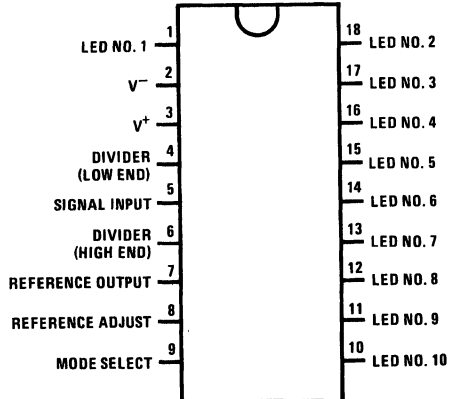 1
LED NO. 1
2
V−
3
V+
4
DIVIDER
(LOW END)
5
SIGNAL INPUT
6
DIVIDER
(HIGH END)
7
REFERENCE OUTPUT
8
REFERENCE ADJUST
9
MODE SELECT
18
LED NO. 2
17
LED NO. 3
16
LED NO. 4
15
LED NO. 5
14
LED NO. 6
13
LED NO. 7
12
LED NO. 8
11
LED NO. 9
10
LED NO. 10